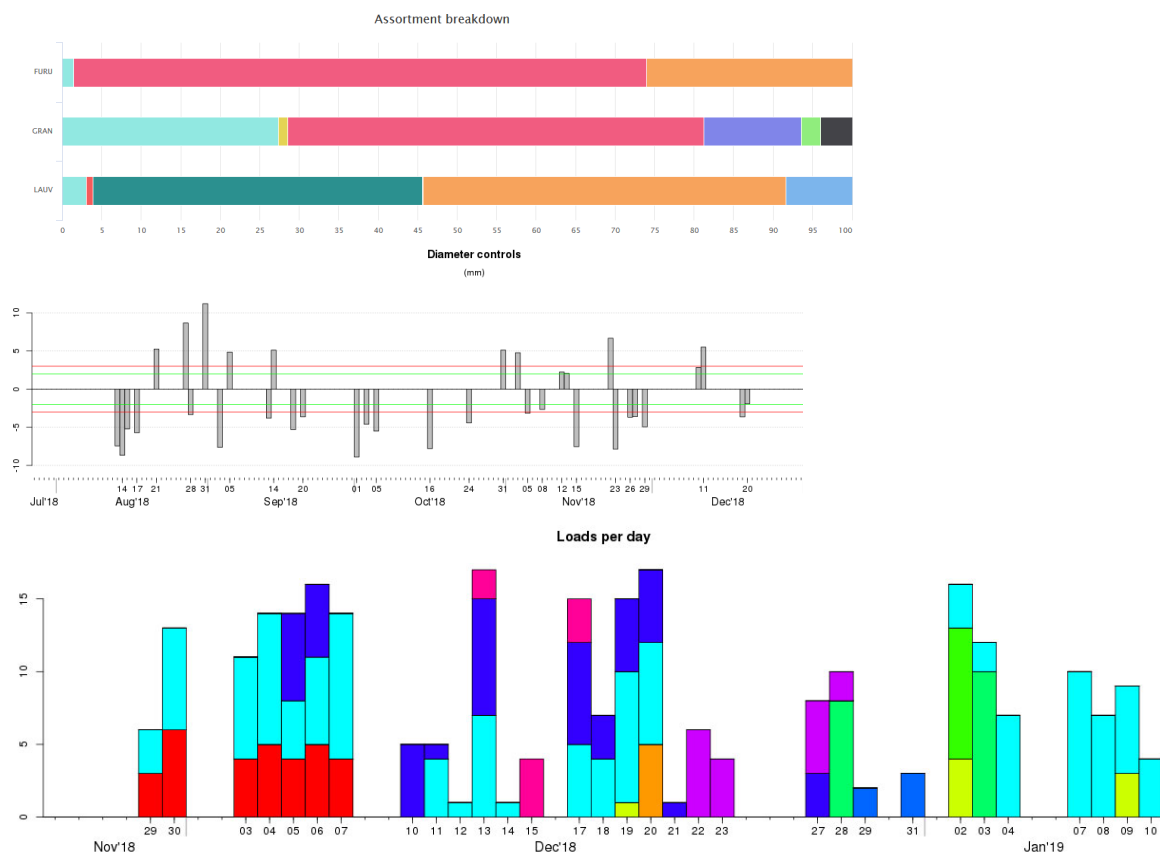 Assortment breakdown
FURU
GRAN
LAUV
0 5 10 15 20 25 30 35 40 45 50 55 60 65 70 75 80 85 90 95 100
Diameter controls
(mm)
10
5
0
-5
-10
14 17 21 28 31 05 14 20 01 05 16 24 31 05 08 12 15 23 26 29 11 20
Jul'18 Aug'18 Sep'18 Oct'18 Nov'18 Dec'18
Loads per day
15
10
5
0
29 30 03 04 05 06 07 10 11 12 13 14 15 17 18 19 20 21 22 23 27 28 29 31 02 03 04 07 08 09 10
Nov'18 Dec'18 Jan'19